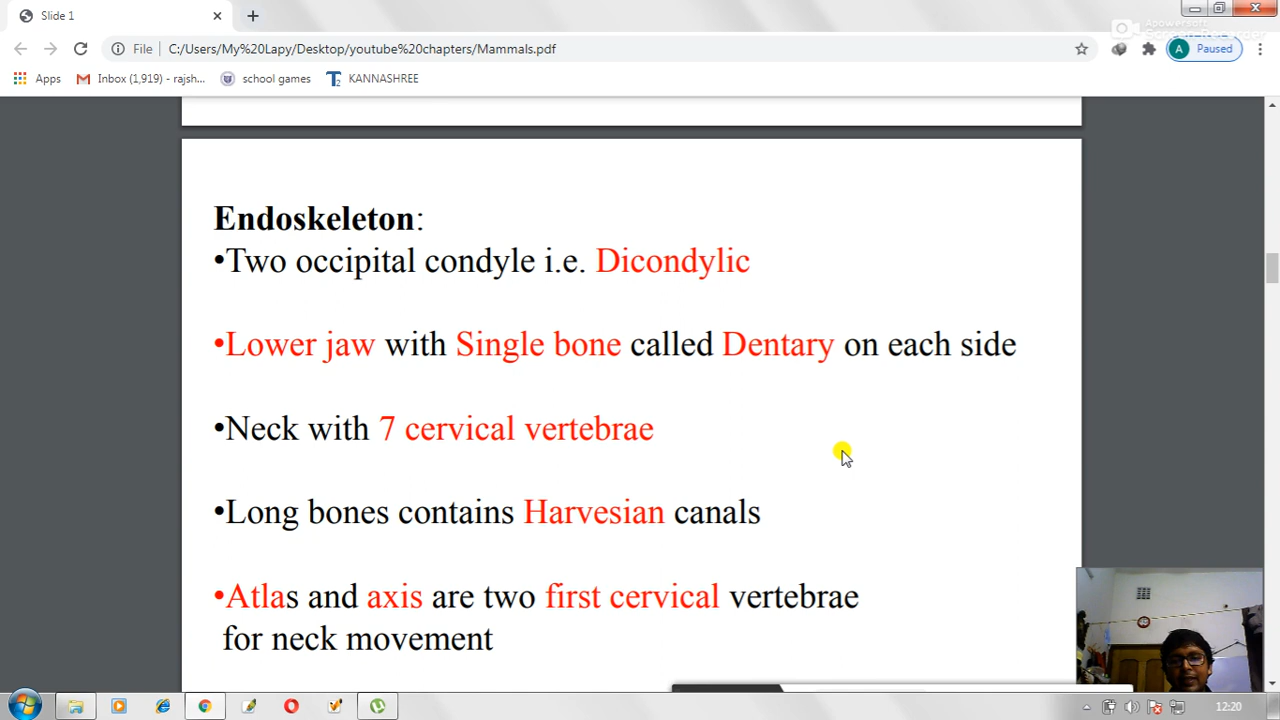 Slide 1
Apowersoft
Screen Recorder
File
C:/Users/My%20Lapy/Desktop/youtube%20chapters/Mammals.pdf
A Paused
Apps
Inbox (1,919) – rajsh...
school games
KANNASHREE
Endoskeleton:
•Two occipital condyle i.e. Dicondylic
•Lower jaw with Single bone called Dentary on each side
•Neck with 7 cervical vertebrae
•Long bones contains Harvesian canals
•Atlas and axis are two first cervical vertebrae
for neck movement
12:20